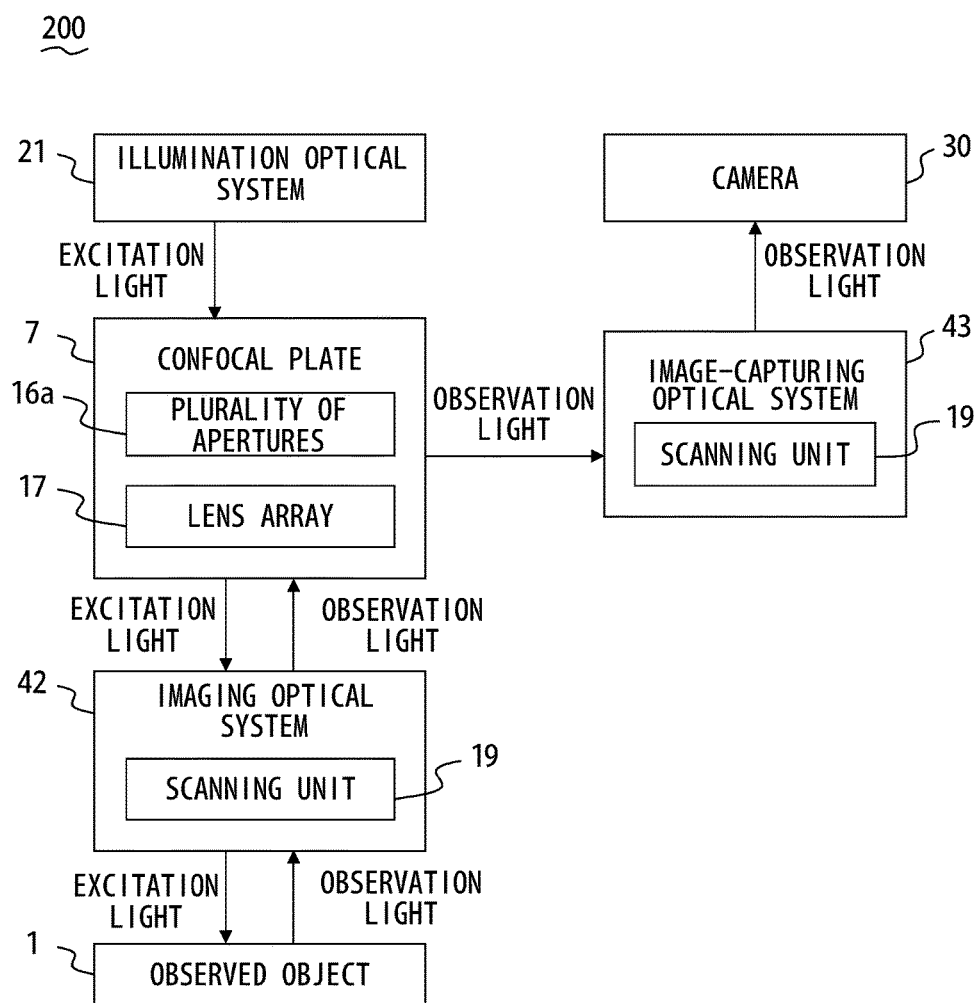 200
21
ILLUMINATION OPTICAL
SYSTEM
30
CAMERA
EXCITATION
LIGHT
OBSERVATION
LIGHT
7
CONFOCAL PLATE
16a
PLURALITY OF
APERTURES
17
LENS ARRAY
OBSERVATION
LIGHT
43
IMAGE-CAPTURING
OPTICAL SYSTEM
19
SCANNING UNIT
EXCITATION
LIGHT
OBSERVATION
LIGHT
42
IMAGING OPTICAL
SYSTEM
19
SCANNING UNIT
EXCITATION
LIGHT
OBSERVATION
LIGHT
1
OBSERVED OBJECT